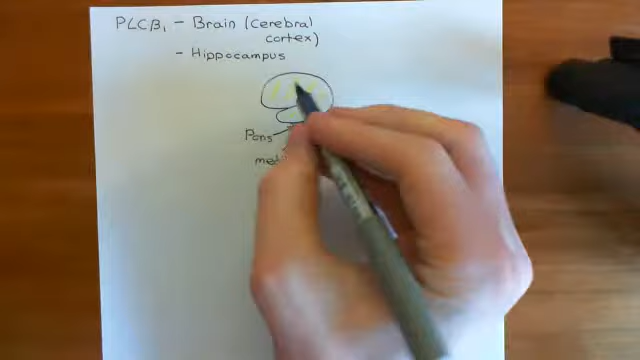 PLCβ₁ - Brain (cerebral
cortex)
- Hippocampus
Pons